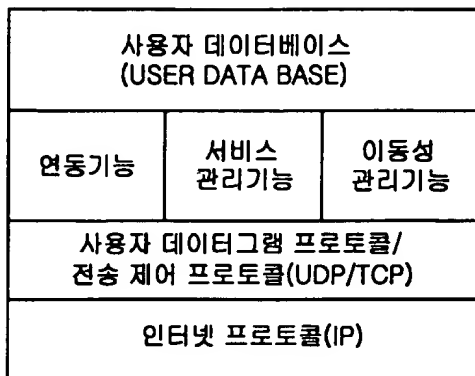 사용자 데이터베이스
(USER DATA BASE)
연동기능
서비스
관리기능
이동성
관리기능
사용자 데이터그램 프로토콜/
전송 제어 프로토콜(UDP/TCP)
인터넷 프로토콜(IP)